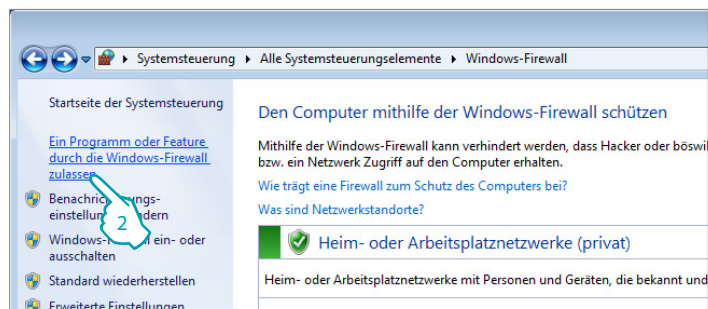 Systemsteuerung Alle Systemsteuerungselemente Windows-Firewall
Startseite der Systemsteuerung
Ein Programm oder Feature
durch die Windows-Firewall
zulassen
Benachrichtigungs-
ändern
Windows-Firewall ein- oder
ausschalten
Standard wiederherstellen
Erweiterte Einstellungen
2
Den Computer mithilfe der Windows-Firewall schützen
Mithilfe der Windows-Firewall kann verhindert werden, dass Hacker oder
bzw. ein Netzwerk Zugriff auf den Computer erhalten.
Wie trägt eine Firewall zum Schutz des Computers bei?
Was sind Netzwerkstandorte?
Heim- oder Arbeitsplatznetzwerke (privat)
Heim- oder Arbeitsplatznetzwerke mit Personen und Geräten, die bekannt und